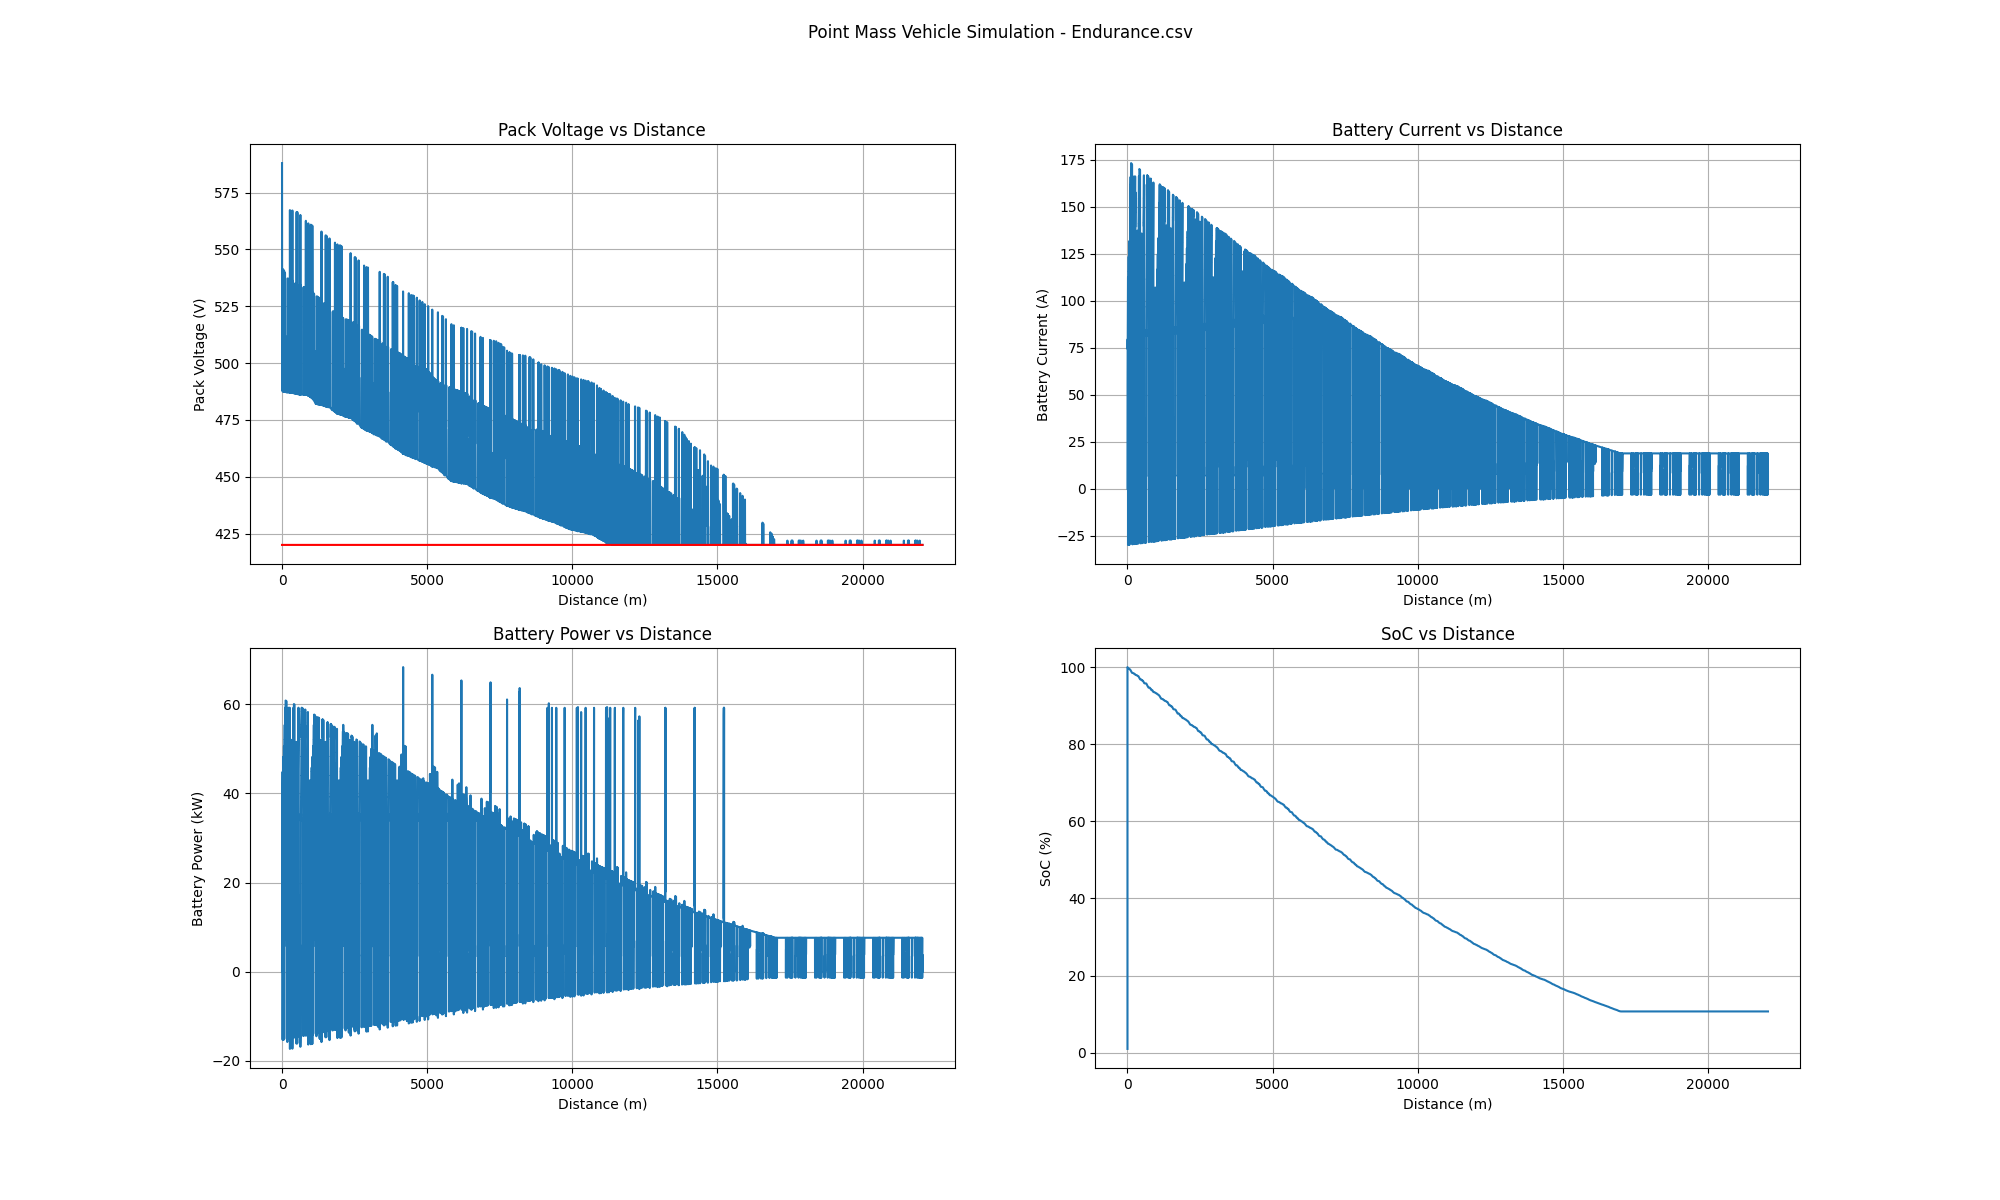 Point Mass Vehicle Simulation - Endurance.csv
Pack Voltage vs Distance
Pack Voltage (V)
575
550
525
500
475
450
425
0 5000 10000 15000 20000
Distance (m)
Battery Current vs Distance
Battery Current (A)
175
150
125
100
75
50
25
0
−25
0 5000 10000 15000 20000
Distance (m)
Battery Power vs Distance
Battery Power (kW)
60
40
20
0
−20
0 5000 10000 15000 20000
Distance (m)
SoC vs Distance
SoC (%)
100
80
60
40
20
0
0 5000 10000 15000 20000
Distance (m)